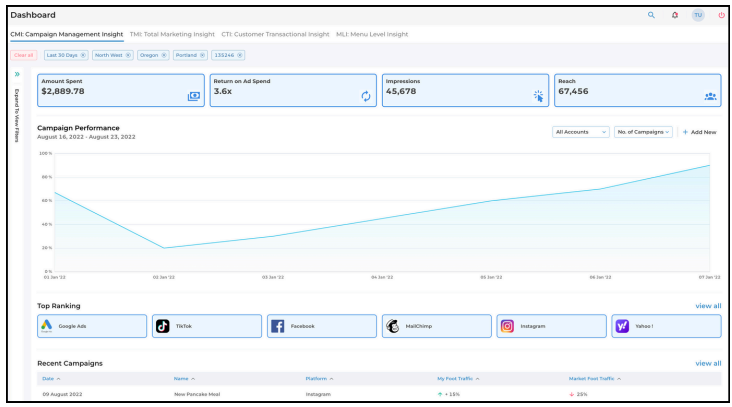 Dashboard
TU
CMI: Campaign Management Insight TMI: Total Marketing Insight CTI: Customer Transactional Insight MLI: Menu Level Insight
Clear all Last 30 Days North West Oregon Portland 135246
Expand To View Filters
Amount Spent
$2,889.78
Return on Ad Spend
3.6x
Impressions
45,678
Reach
67,456
Campaign Performance
August 16, 2022 - August 23, 2022
All Accounts No. of Campaigns + Add New
100 %
80 %
60 %
40 %
20 %
0 %
01 Jan '22 02 Jan '22 03 Jan '22 04 Jan '22 05 Jan '22 06 Jan '22 07 Jan '22
Top Ranking view all
Google Ads TikTok Facebook MailChimp Instagram Yahoo !
Recent Campaigns view all
Date Name Platform My Foot Traffic Market Foot Traffic
09 August 2022 New Pancake Meal Instagram + 15% 25%